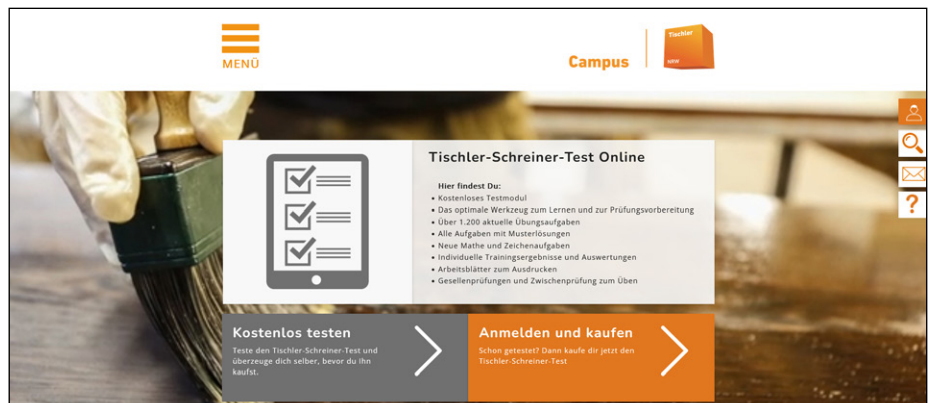 MENÜ
Campus
Tischler
NRW
Tischler-Schreiner-Test Online
Hier findest Du:
• Kostenloses Testmodul
• Das optimale Werkzeug zum Lernen und zur Prüfungsvorbereitung
• Über 1.200 aktuelle Übungsaufgaben
• Alle Aufgaben mit Musterlösungen
• Neue Mathe und Zeichenaufgaben
• Individuelle Trainingsergebnisse und Auswertungen
• Arbeitsblätter zum Ausdrucken
• Gesellenprüfungen und Zwischenprüfung zum Üben
Kostenlos testen
Teste den Tischler-Schreiner-Test und
überzeuge dich selber, bevor du Ihn
kaufst.
Anmelden und kaufen
Schon getestet? Dann kaufe dir jetzt den
Tischler-Schreiner-Test
?